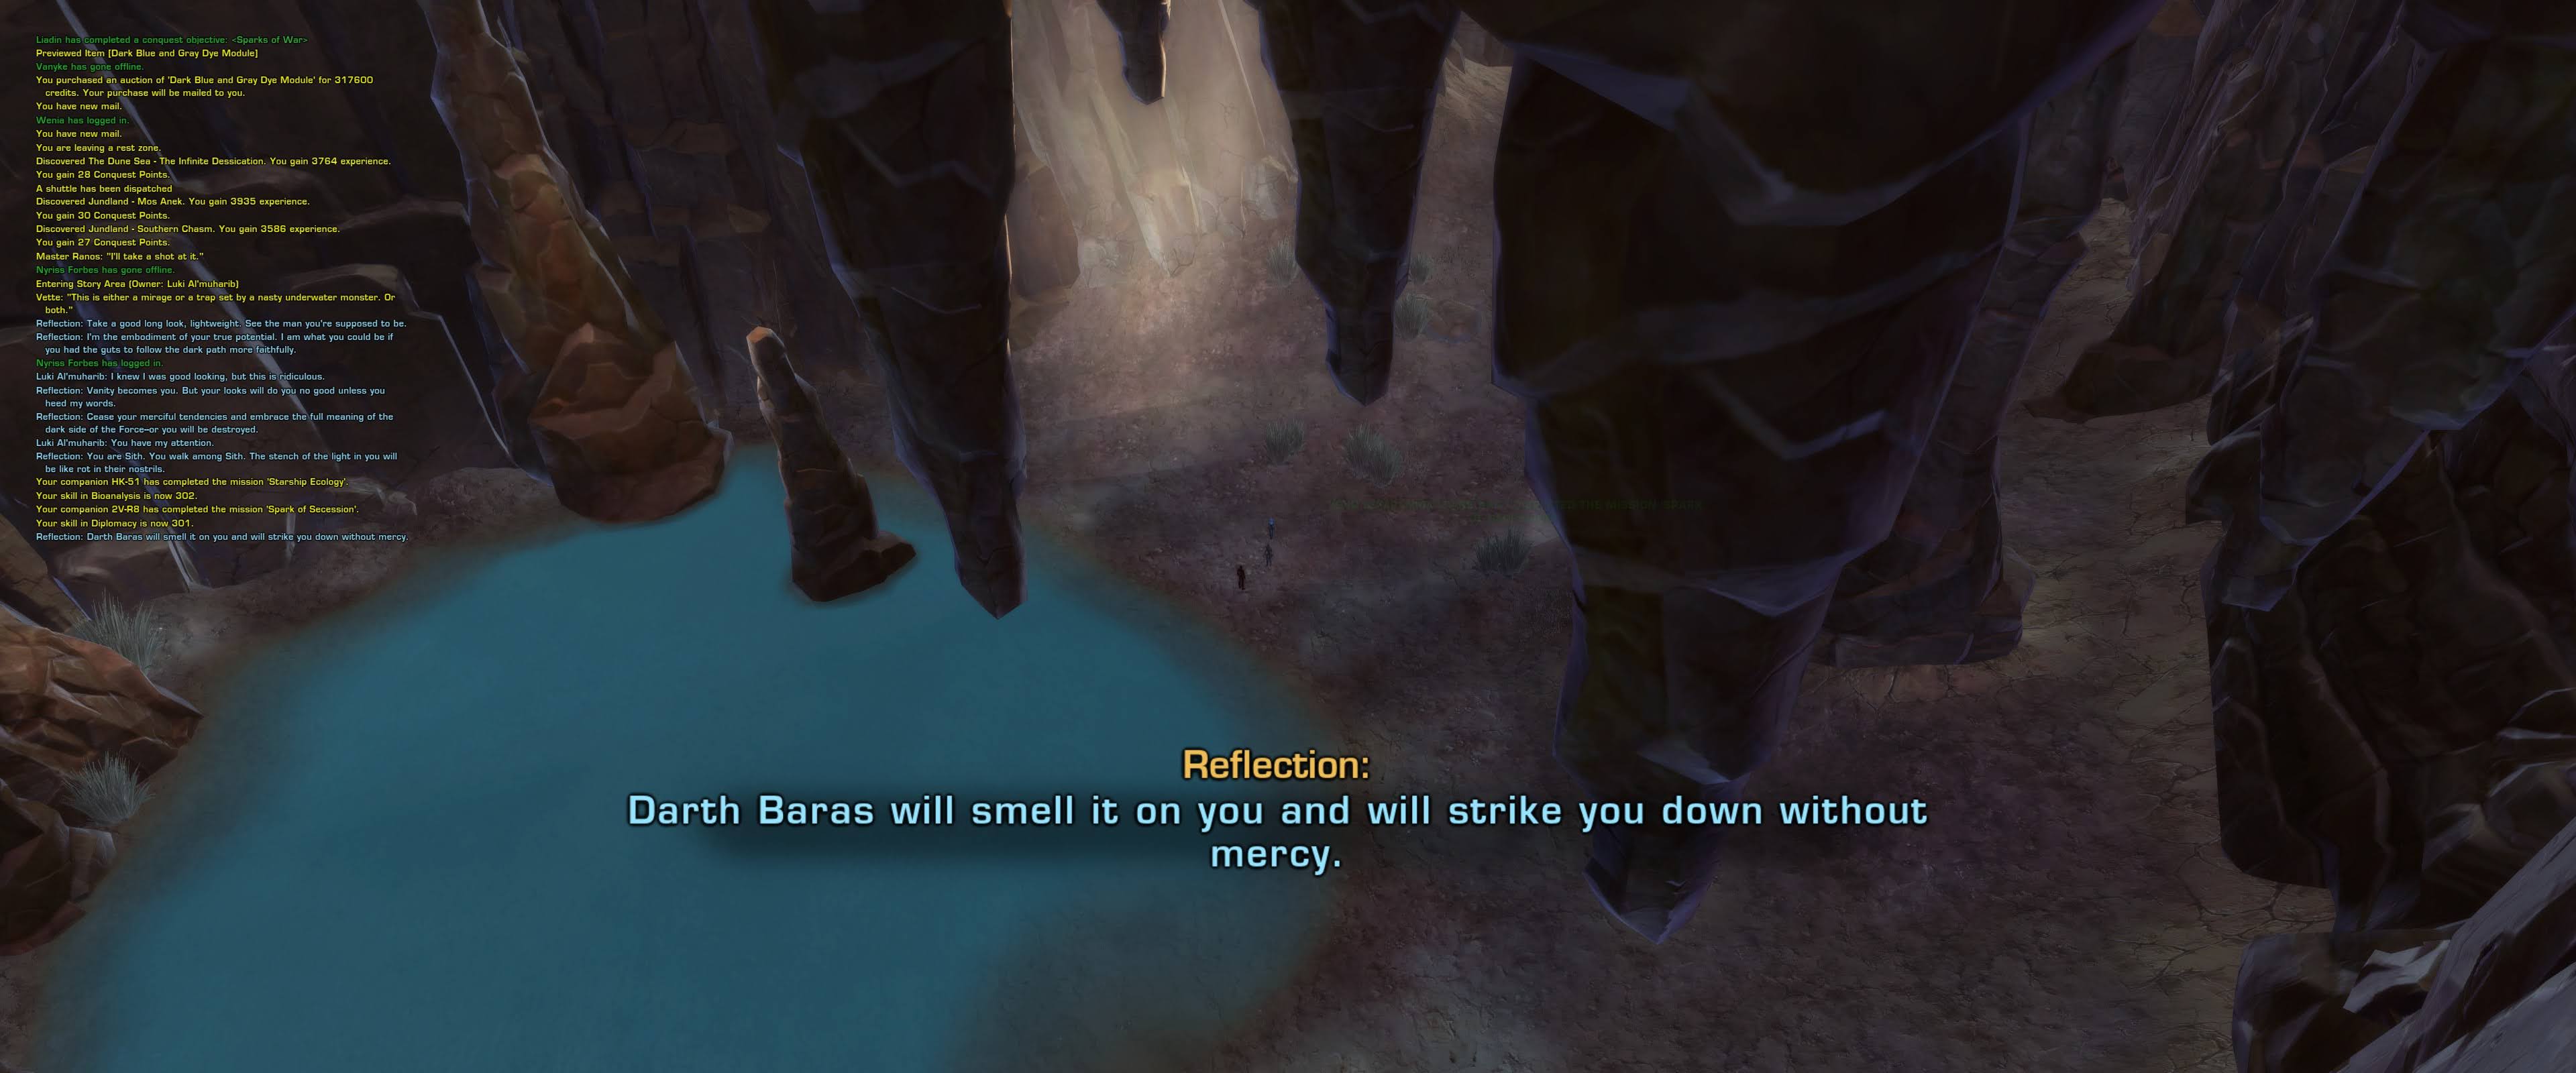 Liadin has completed a conquest objective: <Sparks of War>
Previewed Item [Dark Blue and Gray Dye Module]
Vanyke has gone offline.
You purchased an auction of 'Dark Blue and Gray Dye Module' for 317600
credits. Your purchase will be mailed to you.
You have new mail.
Wenia has logged in.
You have new mail.
You are leaving a rest zone.
Discovered The Dune Sea - The Infinite Dessication. You gain 3764 experience.
You gain 28 Conquest Points.
A shuttle has been dispatched
Discovered Jundland - Mos Anek. You gain 3935 experience.
You gain 30 Conquest Points.
Discovered Jundland - Southern Chasm. You gain 3586 experience.
You gain 27 Conquest Points.
Master Ranos: "I'll take a shot at it."
Nyriss Forbes has gone offline.
Entering Story Area (Owner: Luki Al'muharib)
Vette: "This is either a mirage or a trap set by a nasty underwater monster. Or
both."
Reflection: Take a good long look, lightweight. See the man you're supposed to be.
Reflection: I'm the embodiment of your true potential. I am what you could be if
you had the guts to follow the dark path more faithfully.
Nyriss Forbes has logged in.
Luki Al'muharib: I knew I was good looking, but this is ridiculous.
Reflection: Vanity becomes you. But your looks will do you no good unless you
heed my words.
Reflection: Cease your merciful tendencies and embrace the full meaning of the
dark side of the Force—or you will be destroyed.
Luki Al'muharib: You have my attention.
Reflection: You are Sith. You walk among Sith. The stench of the light in you will
be like rot in their nostrils.
Your companion HK-51 has completed the mission 'Starship Ecology'.
Your skill in Bioanalysis is now 302.
Your companion 2V-R8 has completed the mission 'Spark of Secession'.
Your skill in Diplomacy is now 301.
Reflection: Darth Baras will smell it on you and will strike you down without mercy.
THE MISSION 'SPARK
Reflection:
Darth Baras will smell it on you and will strike you down without
mercy.